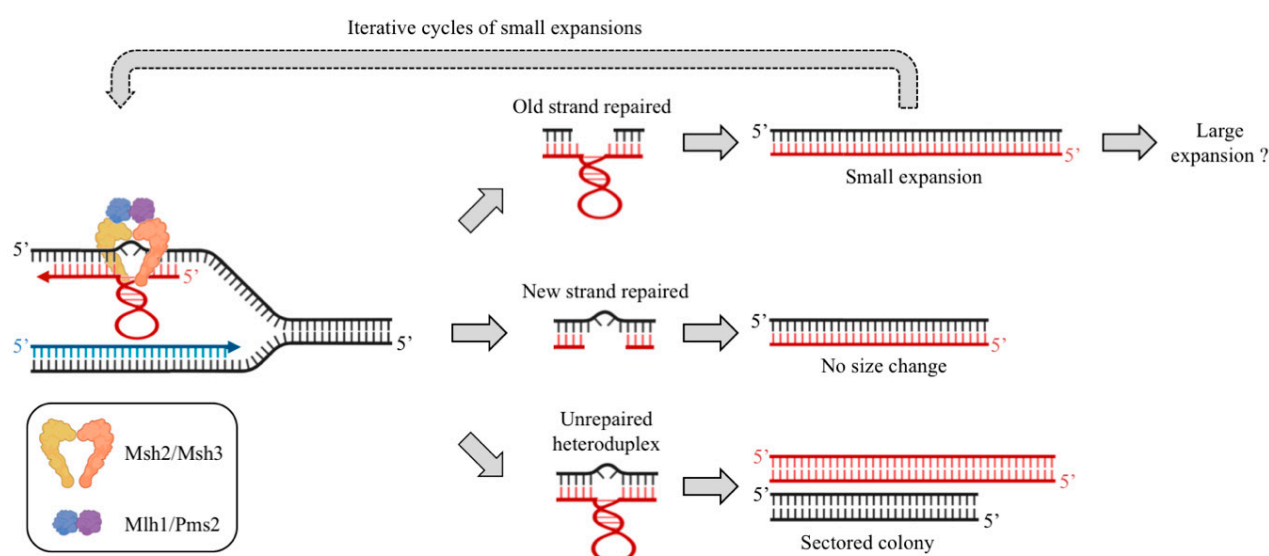 Iterative cycles of small expansions
Old strand repaired
5’
5’
Small expansion
Large
expansion ?
5’
5’
5’
5’
New strand repaired
5’
5’
No size change
Msh2/Msh3
Mlh1/Pms2
Unrepaired
heteroduplex
5’
5’
5’
5’
Sectored colony